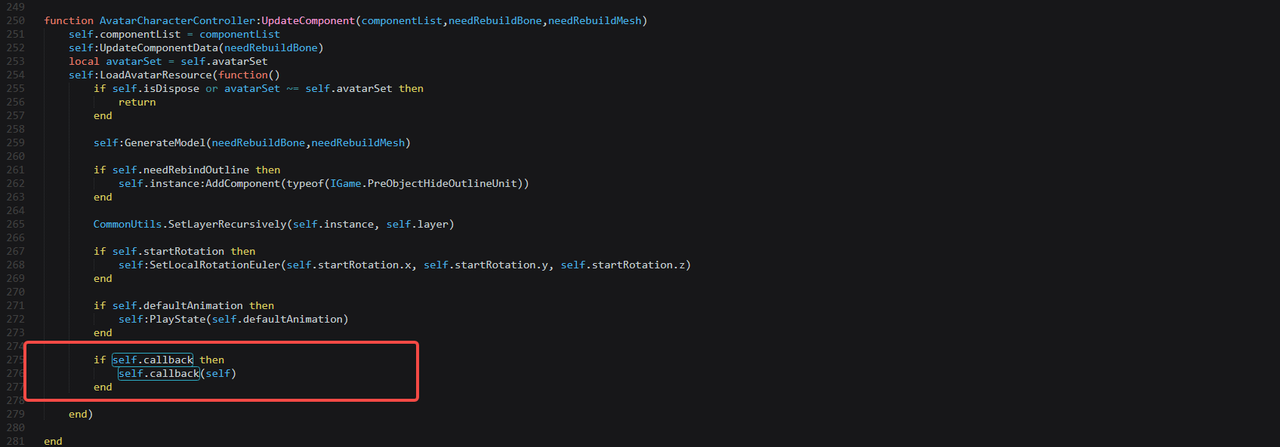 249
250 function AvatarCharacterController:UpdateComponent(componentList,needRebuildBone,needRebuildMesh)
251 self.componentList = componentList
252 self:UpdateComponentData(needRebuildBone)
253 local avatarSet = self.avatarSet
254 self:LoadAvatarResource(function()
255 if self.isDispose or avatarSet ~= self.avatarSet then
256 return
257 end
258
259 self:GenerateModel(needRebuildBone,needRebuildMesh)
260
261 if self.needRebindOutline then
262 self.instance:AddComponent(typeof(IGame.PreObjectHideOutlineUnit))
263 end
264
265 CommonUtils.SetLayerRecursively(self.instance, self.layer)
266
267 if self.startRotation then
268 self:SetLocalRotationEuler(self.startRotation.x, self.startRotation.y, self.startRotation.z)
269 end
270
271 if self.defaultAnimation then
272 self:PlayState(self.defaultAnimation)
273 end
274
275 if self.callback then
276 self.callback(self)
277 end
278
279 end)
280
281 end